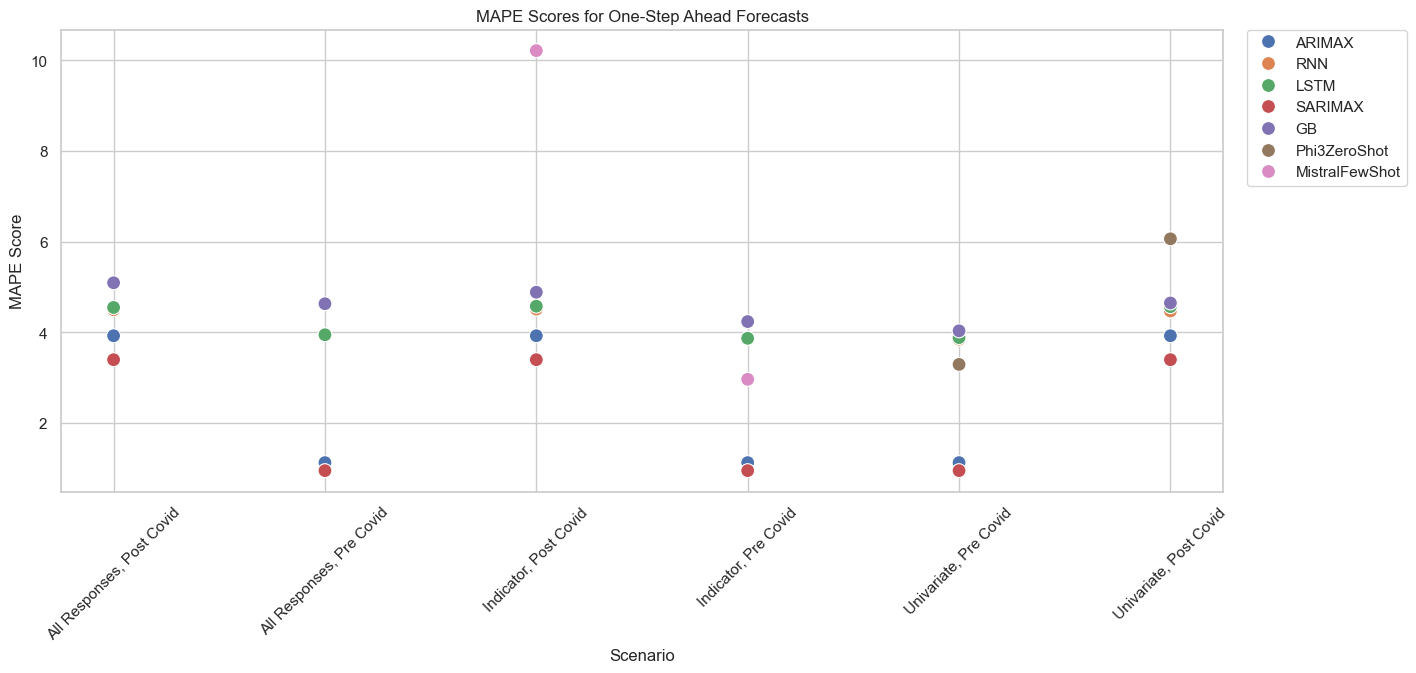 MAPE Scores for One-Step Ahead Forecasts
MAPE Score
10
8
6
4
2
All Responses, Post Covid
All Responses, Pre Covid
Indicator, Post Covid
Indicator, Pre Covid
Univariate, Pre Covid
Univariate, Post Covid
Scenario
ARIMAX
RNN
LSTM
SARIMAX
GB
Phi3ZeroShot
MistralFewShot